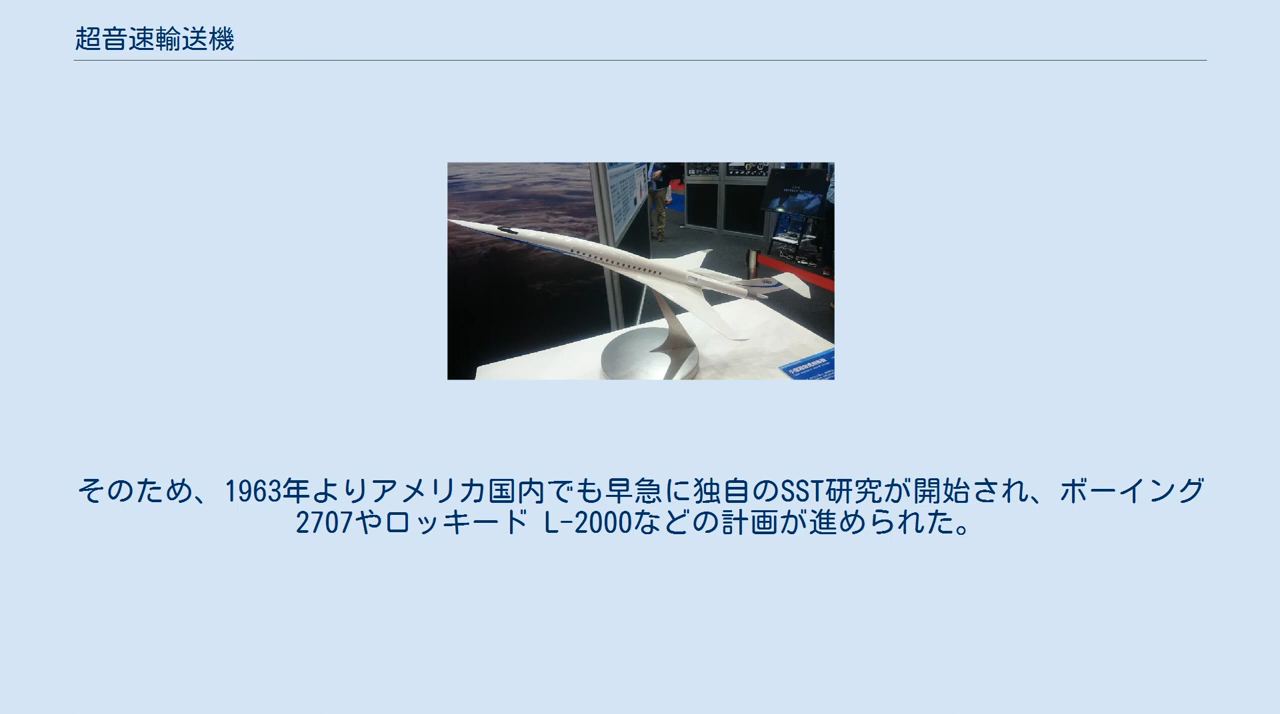 超音速輸送機
そのため、1963年よりアメリカ国内でも早急に独自のSST研究が開始され、ボーイング
2707やロッキード L-2000などの計画が進められた。